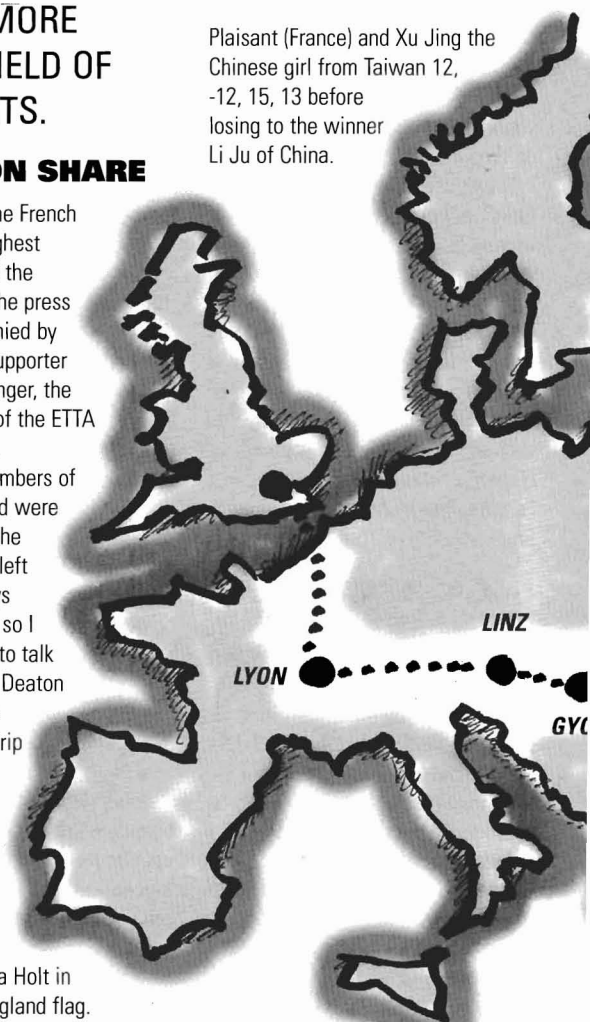 MORE
IELD OF
TS.
ON SHARE
ne French
ghest
the
he press
nied by
upporter
nger, the
of the ETTA
mbers of
d were
he
left
ws
so I
to talk
Deaton
rip
a Holt in
gland flag.
Plaisant (France) and Xu Jing the
Chinese girl from Taiwan 12,
-12, 15, 13 before
losing to the winner
Li Ju of China.
LINZ
LYON
GYO